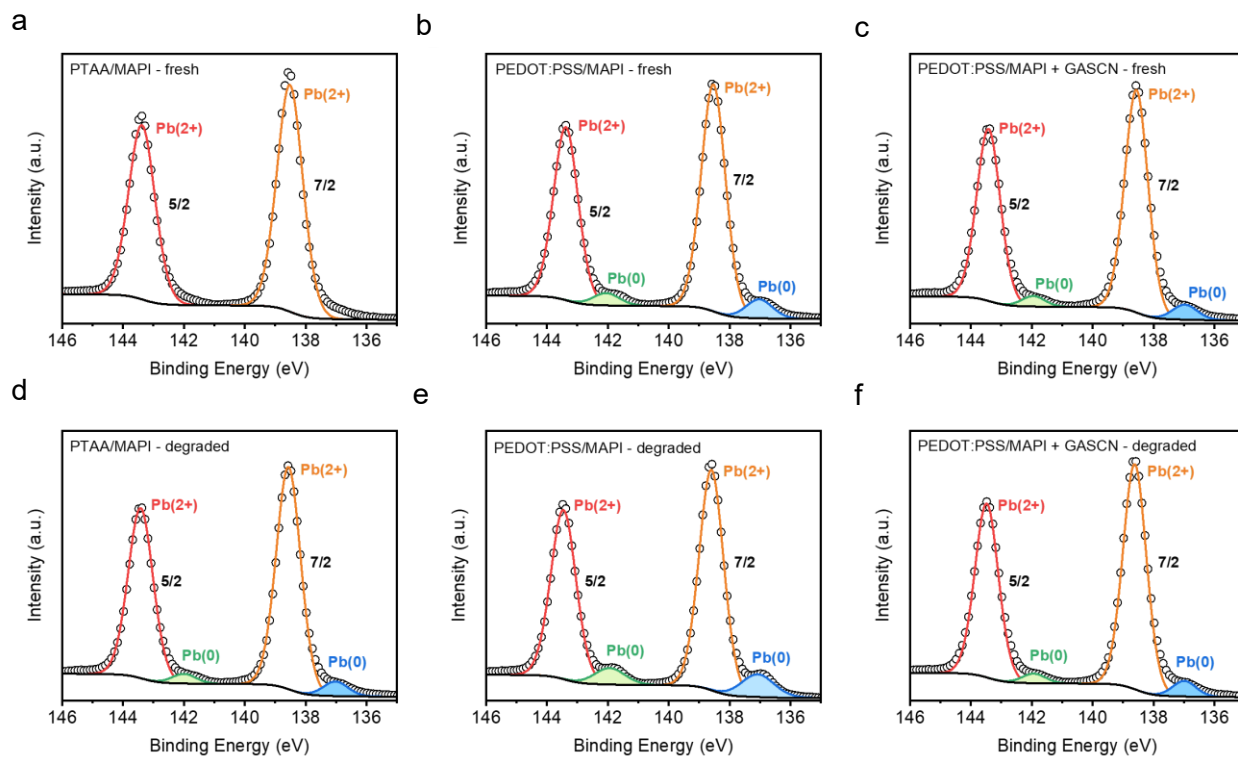 a
PTAA/MAPI - fresh
Pb(2+)
Pb(2+)
5/2
7/2
Intensity (a.u.)
146 144 142 140 138 136
Binding Energy (eV)
b
PEDOT:PSS/MAPI - fresh
Pb(2+)
Pb(2+)
5/2
7/2
Pb(0)
Pb(0)
Intensity (a.u.)
146 144 142 140 138 136
Binding Energy (eV)
c
PEDOT:PSS/MAPI + GASCN - fresh
Pb(2+)
Pb(2+)
5/2
7/2
Pb(0)
Pb(0)
Intensity (a.u.)
146 144 142 140 138 136
Binding Energy (eV)
d
PTAA/MAPI - degraded
Pb(2+)
Pb(2+)
5/2
7/2
Pb(0)
Pb(0)
Intensity (a.u.)
146 144 142 140 138 136
Binding Energy (eV)
e
PEDOT:PSS/MAPI - degraded
Pb(2+)
Pb(2+)
5/2
7/2
Pb(0)
Pb(0)
Intensity (a.u.)
146 144 142 140 138 136
Binding Energy (eV)
f
PEDOT:PSS/MAPI + GASCN - degraded
Pb(2+)
Pb(2+)
5/2
7/2
Pb(0)
Pb(0)
Intensity (a.u.)
146 144 142 140 138 136
Binding Energy (eV)